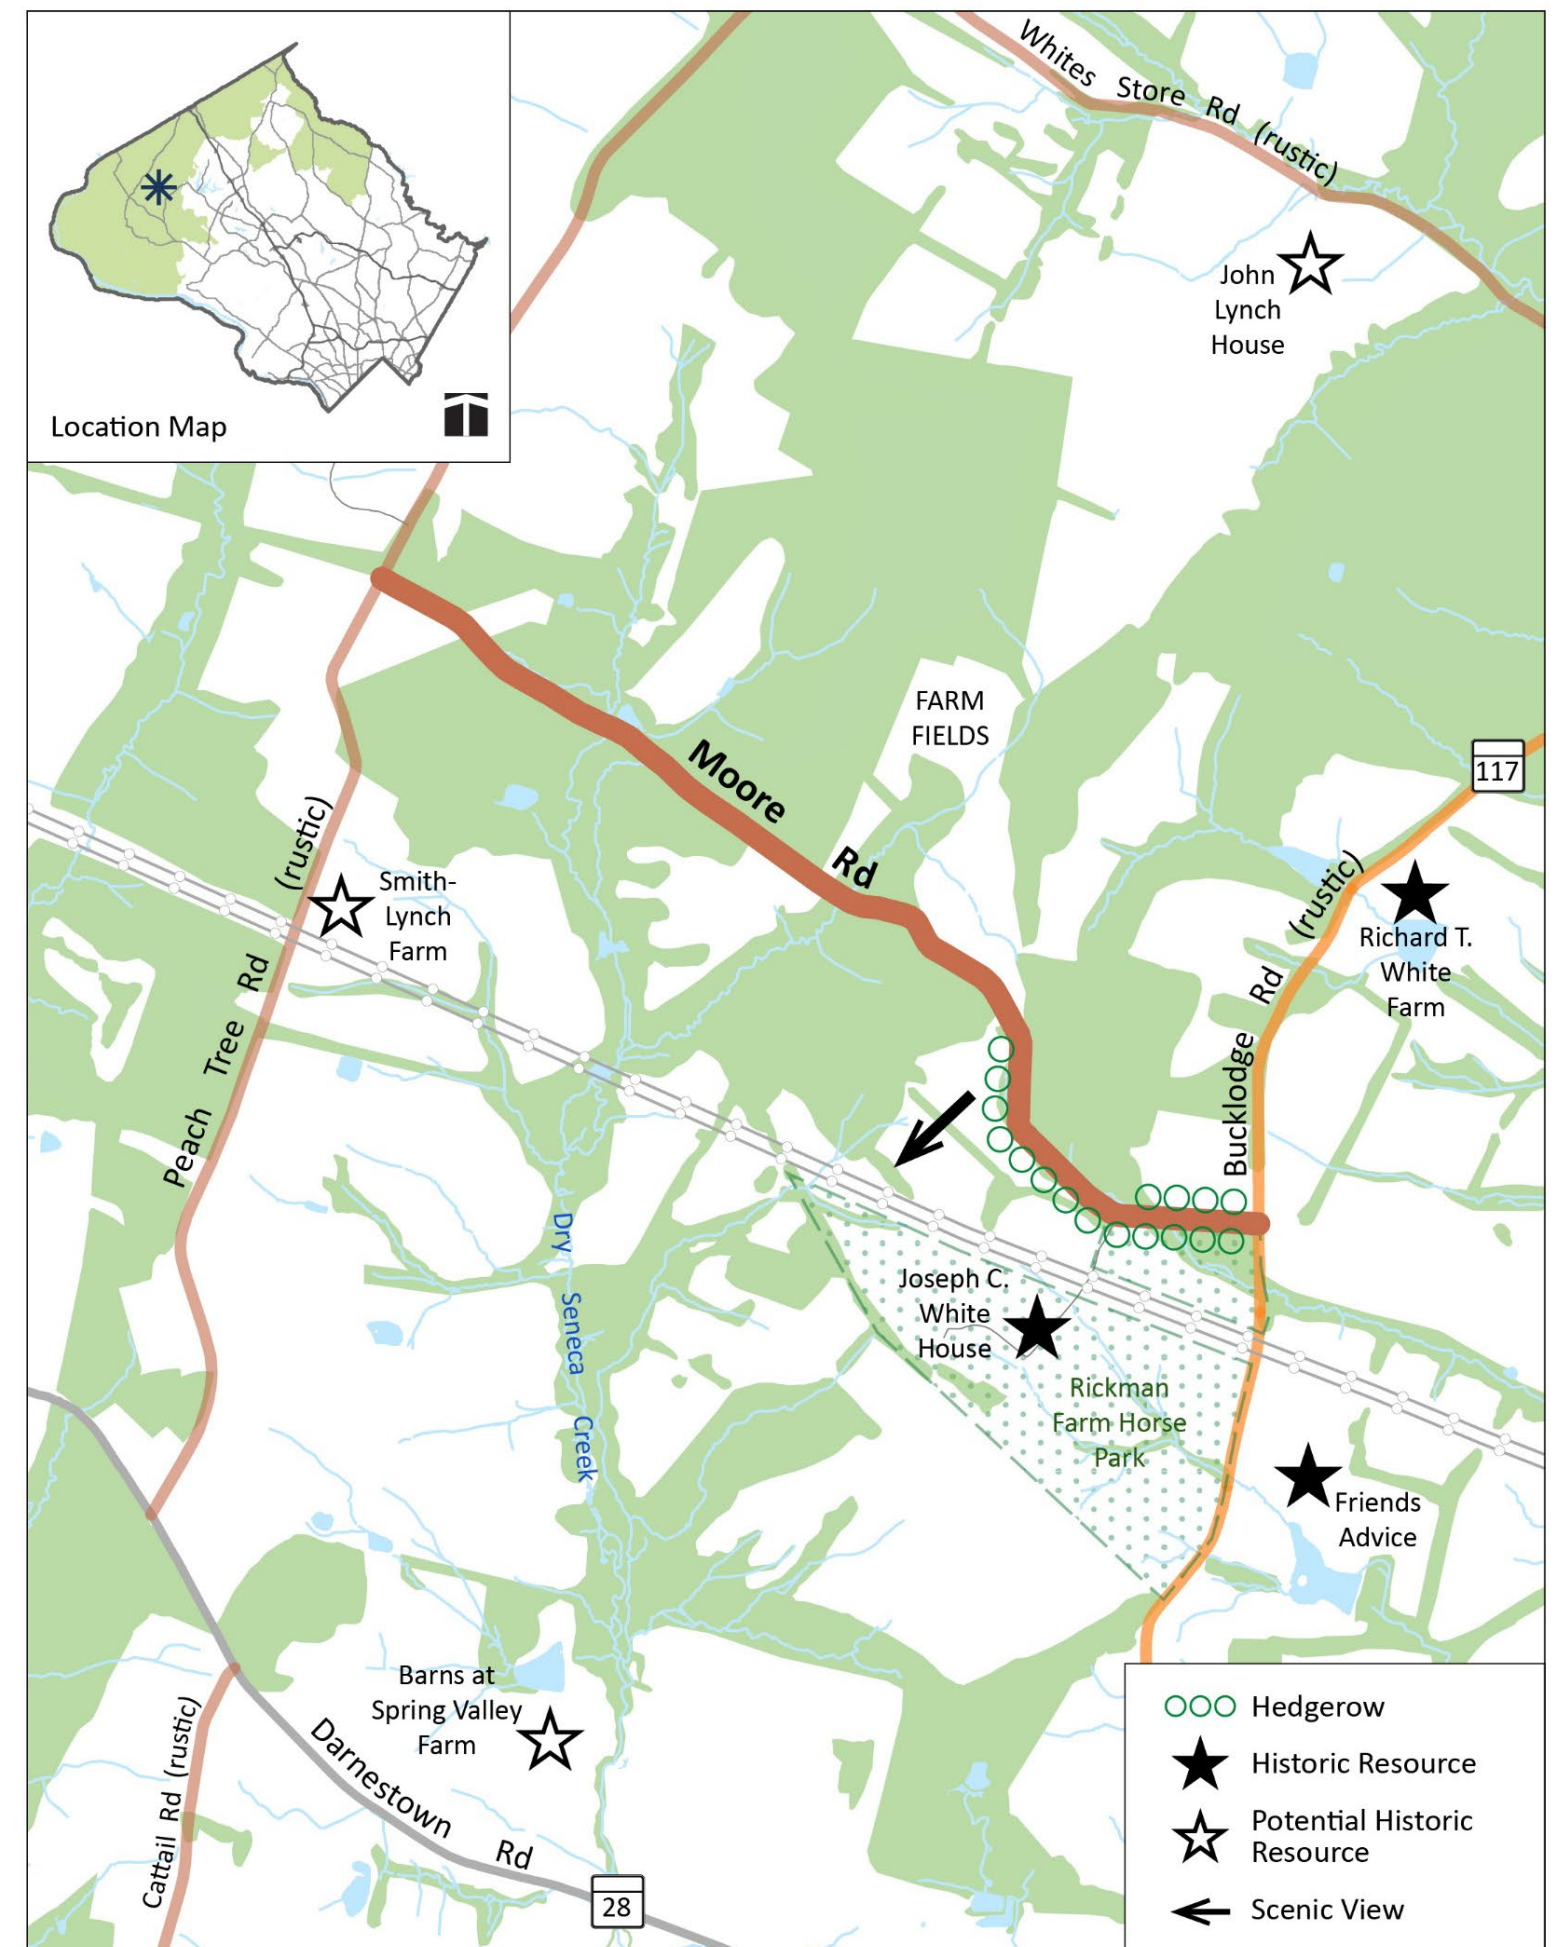 Location Map
Whites Store Rd (rustic)
John
Lynch
House
FARM
FIELDS
Moore Rd
117
Smith-
Lynch
Farm
Peach Tree Rd (rustic)
Bucklodge Rd (rustic)
Richard T.
White
Farm
Dry Seneca Creek
Joseph C.
White
House
Rickman
Farm Horse
Park
Friends
Advice
Barns at
Spring Valley
Farm
Cattail Rd (rustic)
Darnestown Rd
28
Hedgerow
Historic Resource
Potential Historic
Resource
Scenic View